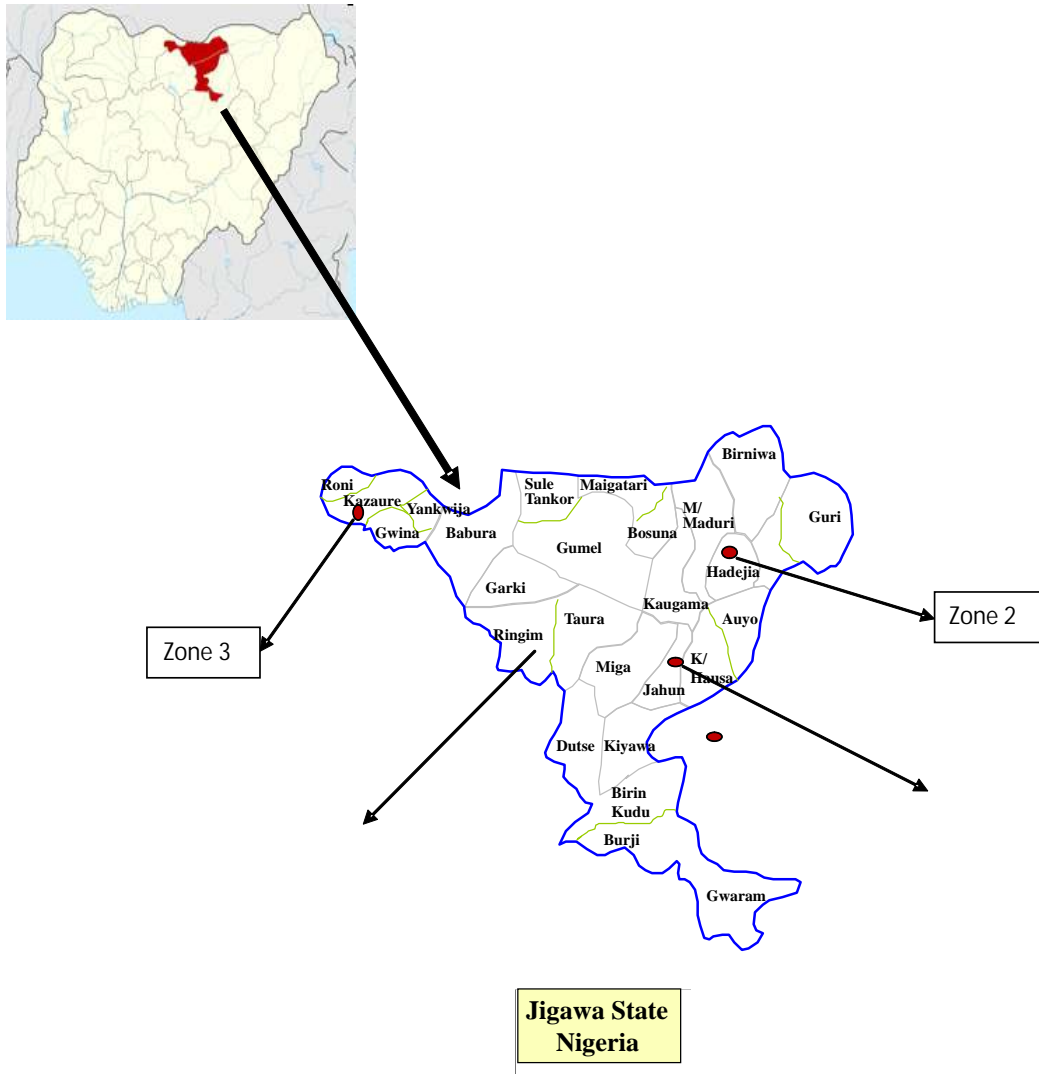 Birniwa
Roni
Sule
Tankor
Maigatari
Kazaure
Yankwija
M/
Maduri
Guri
Gwina
Babura
Bosuna
Gumel
Hadejia
Garki
Kaugama
Zone 2
Taura
Auyo
Ringim
Zone 3
Miga
K/
Hausa
Jahun
Dutse
Kiyawa
Birin
Kudu
Burji
Gwaram
Jigawa State
Nigeria